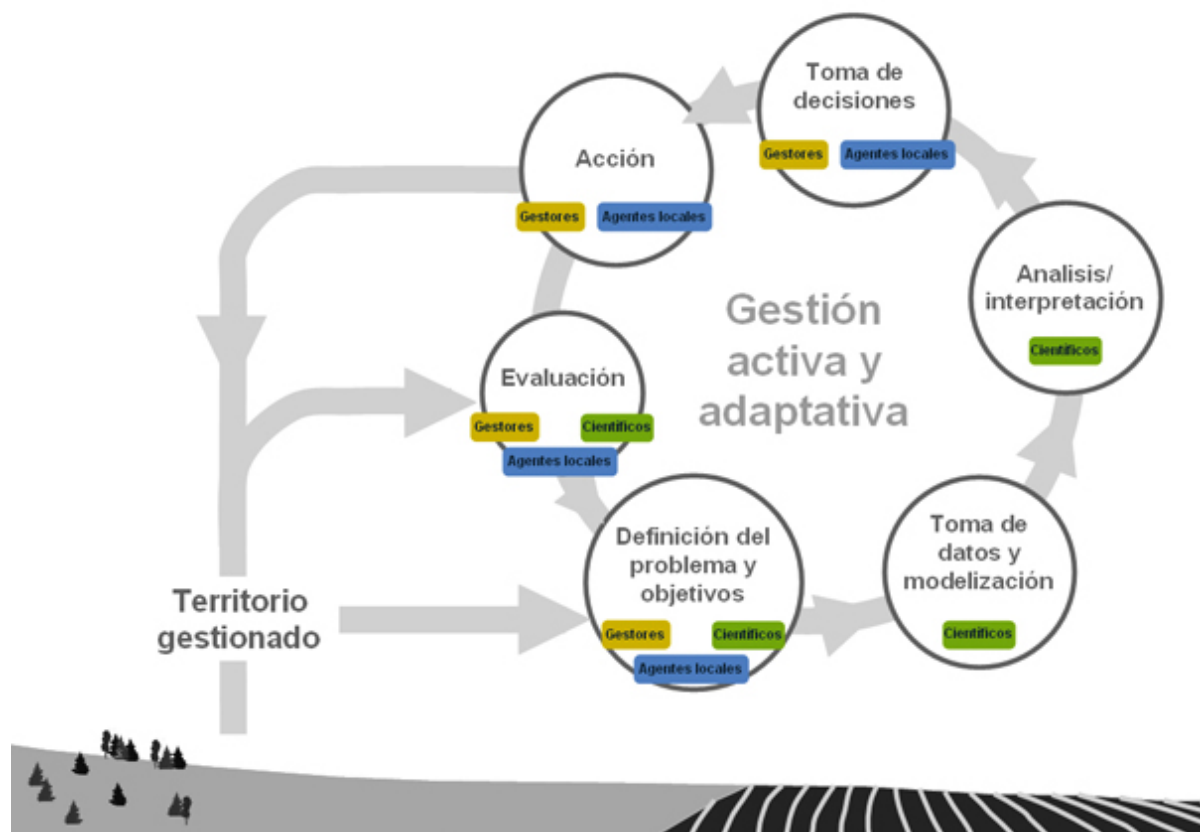 Toma de
decisiones
Gestores
Agentes locales
Acción
Gestores
Agentes locales
Analisis/
interpretación
Científicos
Gestión
activa y
adaptativa
Evaluación
Gestores
Científicos
Agentes locales
Definición del
problema y
objetivos
Gestores
Científicos
Agentes locales
Toma de
datos y
modelización
Científicos
Territorio
gestionado